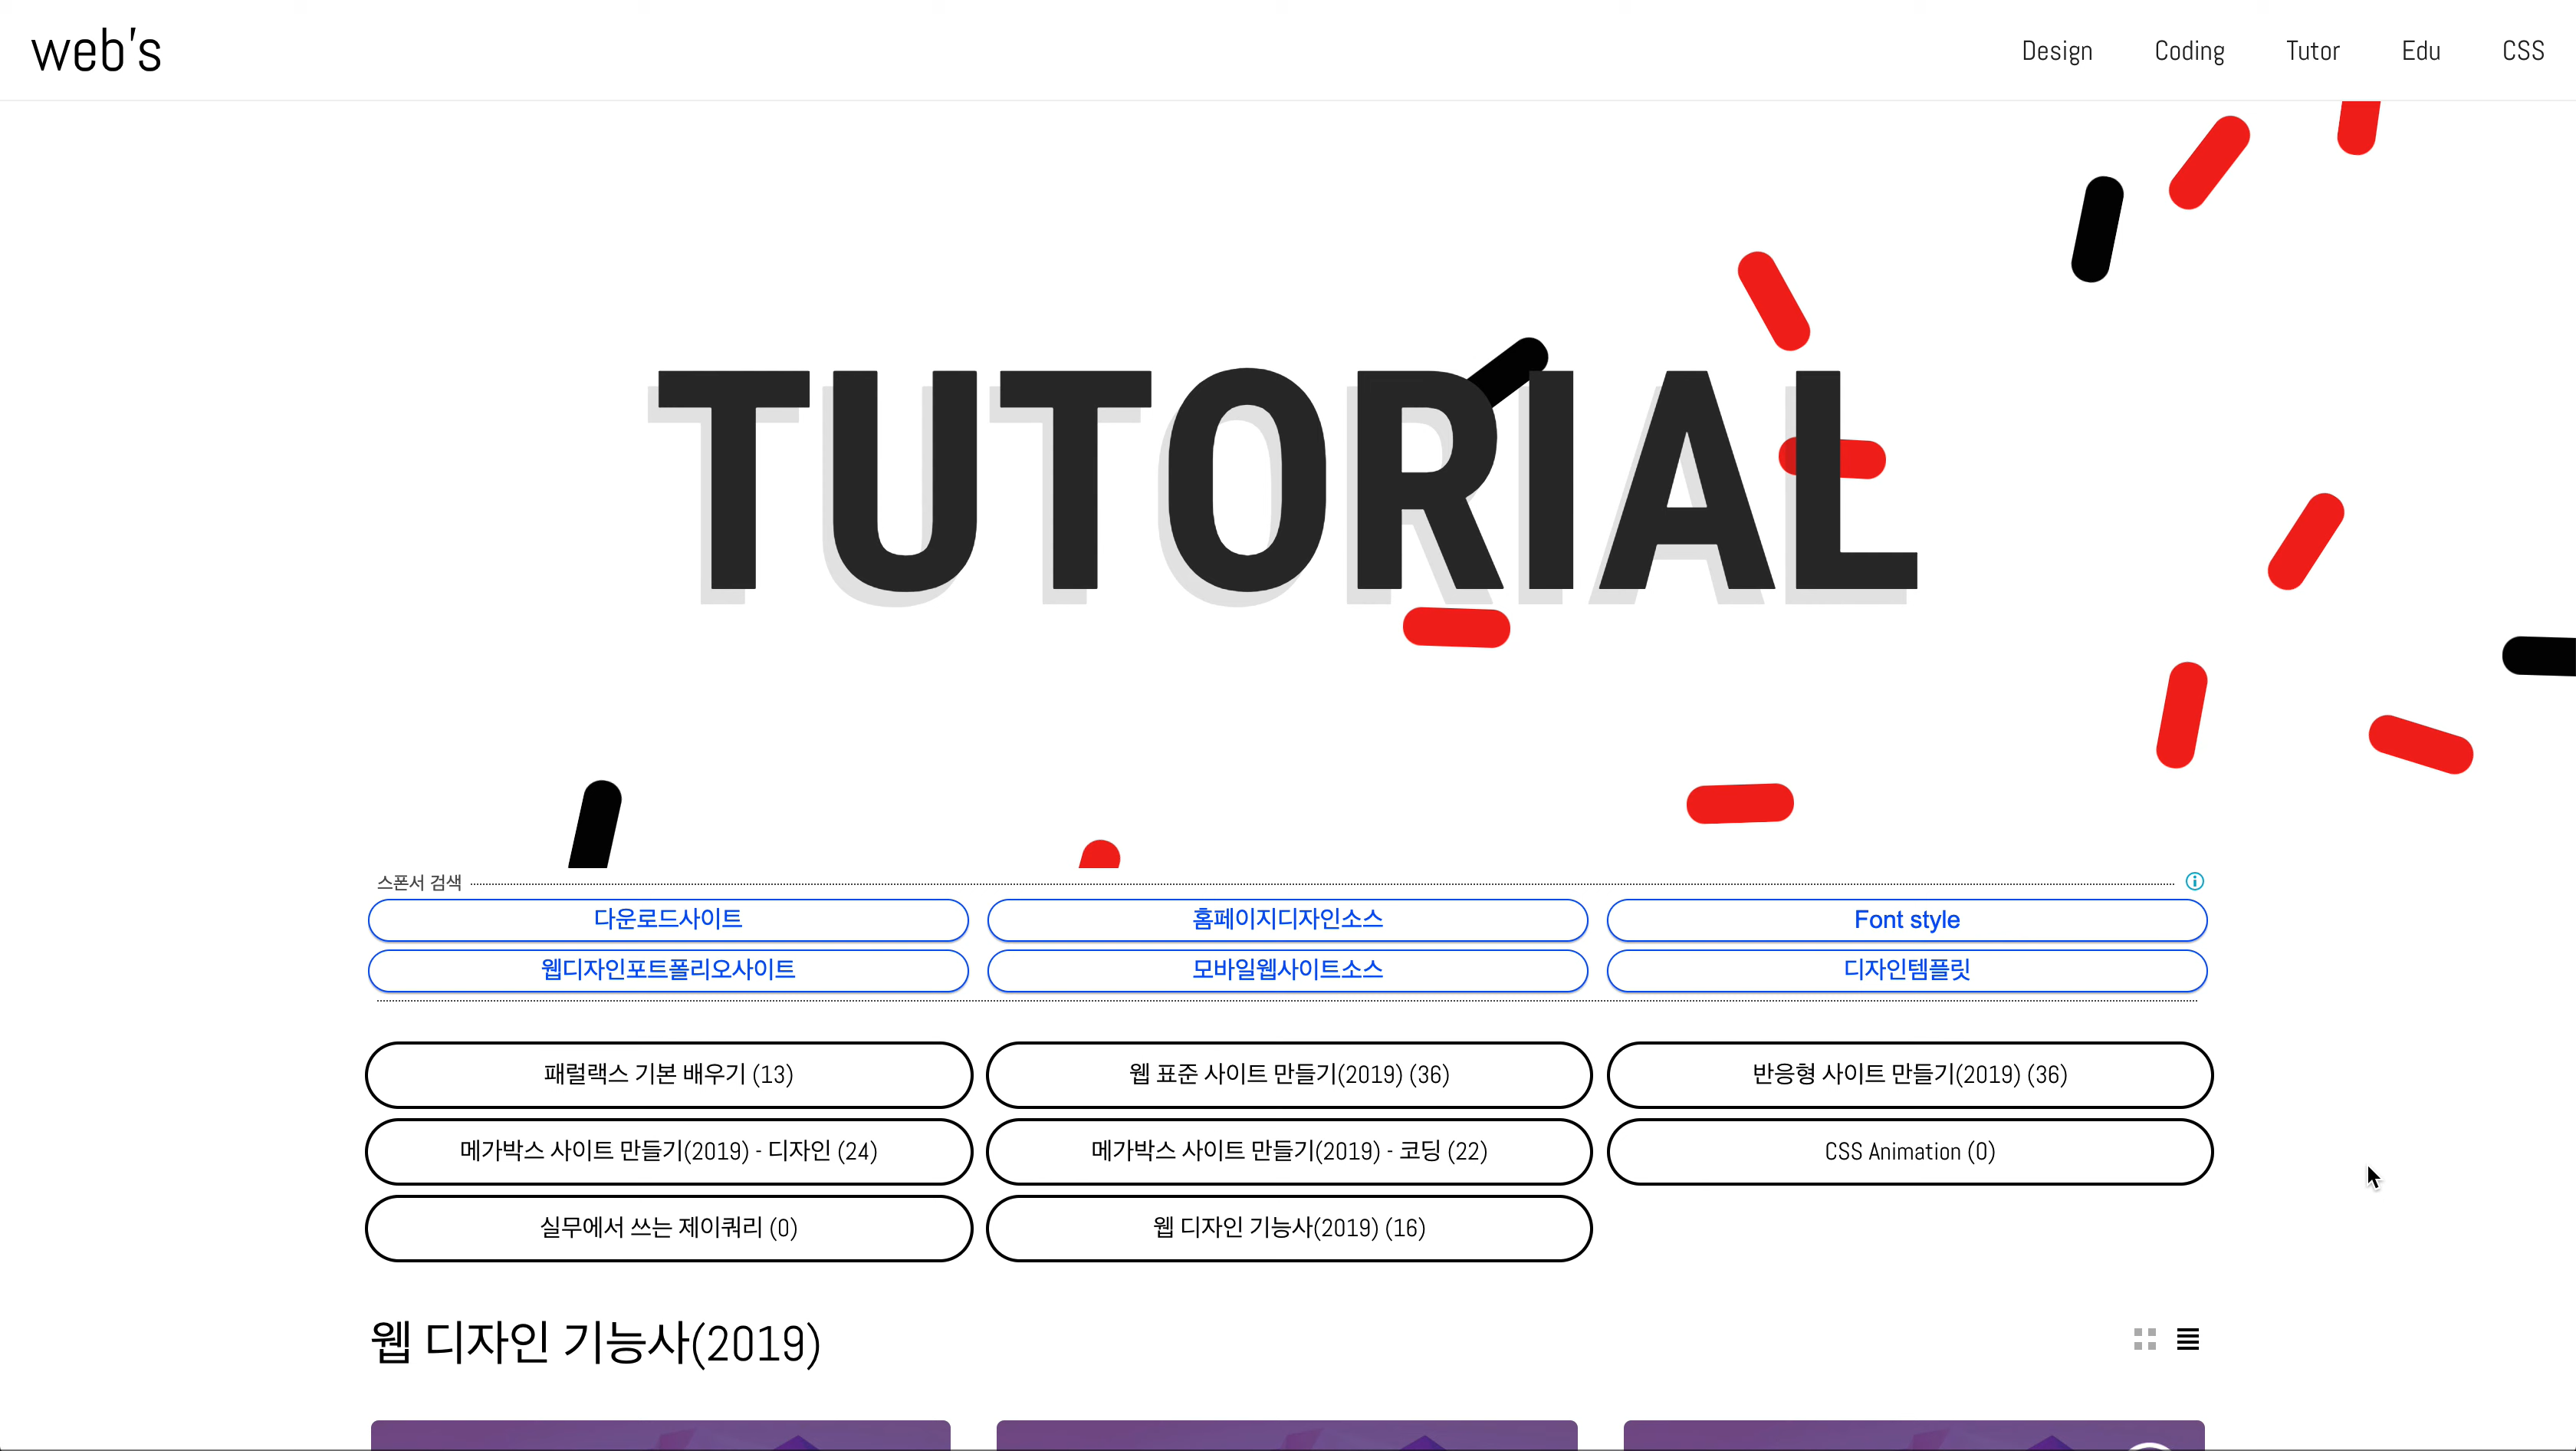 web's
Design Coding Tutor Edu CSS
TUTORIAL
스폰서 검색
다운로드사이트 홈페이지디자인소스 Font style
웹디자인포트폴리오사이트 모바일웹사이트소스 디자인템플릿
패럴랙스 기본 배우기 (13) 웹 표준 사이트 만들기(2019) (36) 반응형 사이트 만들기(2019) (36)
메가박스 사이트 만들기(2019) - 디자인 (24) 메가박스 사이트 만들기(2019) - 코딩 (22) CSS Animation (0)
실무에서 쓰는 제이쿼리 (0) 웹 디자인 기능사(2019) (16)
웹 디자인 기능사(2019)